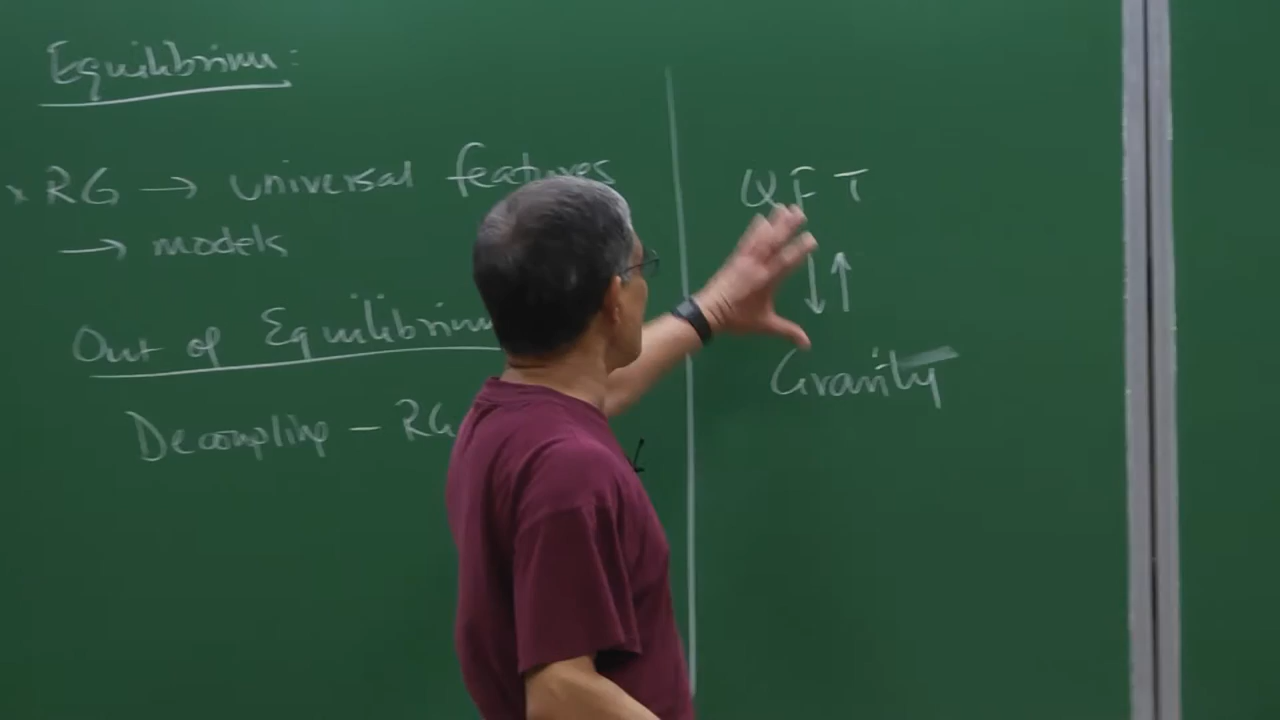 Equilibrium:
x RG → universal features
→ models
Out of Equilibrium
Decoupling - RG
QFT
↓↑
Gravity